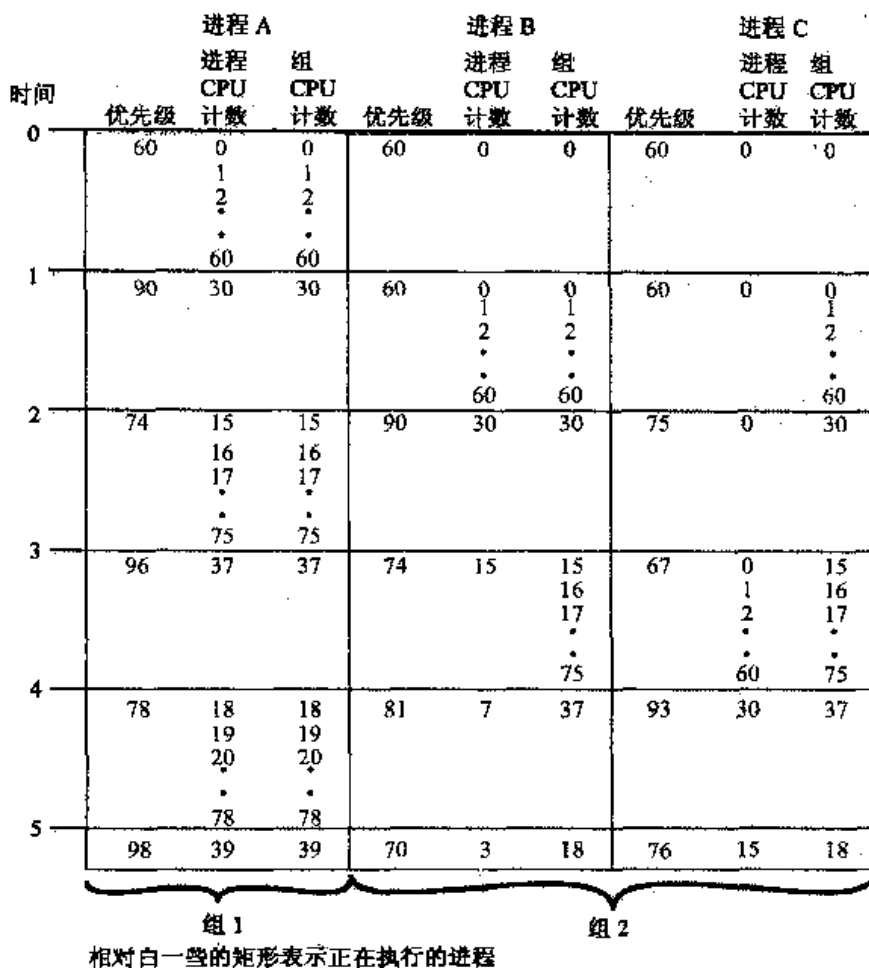 进程 A 进程 B 进程 C
进程 组 进程 组 进程 组
CPU CPU CPU CPU CPU CPU
时间 优先级 计数 计数 优先级 计数 计数 优先级 计数 计数
0
60 0 0 60 0 0 60 0 0
1 1
2 2
• •
• •
60 60
1
90 30 30 60 0 0 60 0 0
1 1 1
2 2 2
• • •
• • •
60 60 60
2
74 15 15 90 30 30 75 0 30
16 16
17 17
• •
• •
75 75
3
96 37 37 74 15 15 67 0 15
16 1 16
17 2 17
• • •
• • •
75 60 75
4
78 18 18 81 7 37 93 30 37
19 19
20 20
• •
• •
78 78
5
98 39 39 70 3 18 76 15 18
组 1 组 2
相对白一些的矩形表示正在执行的进程